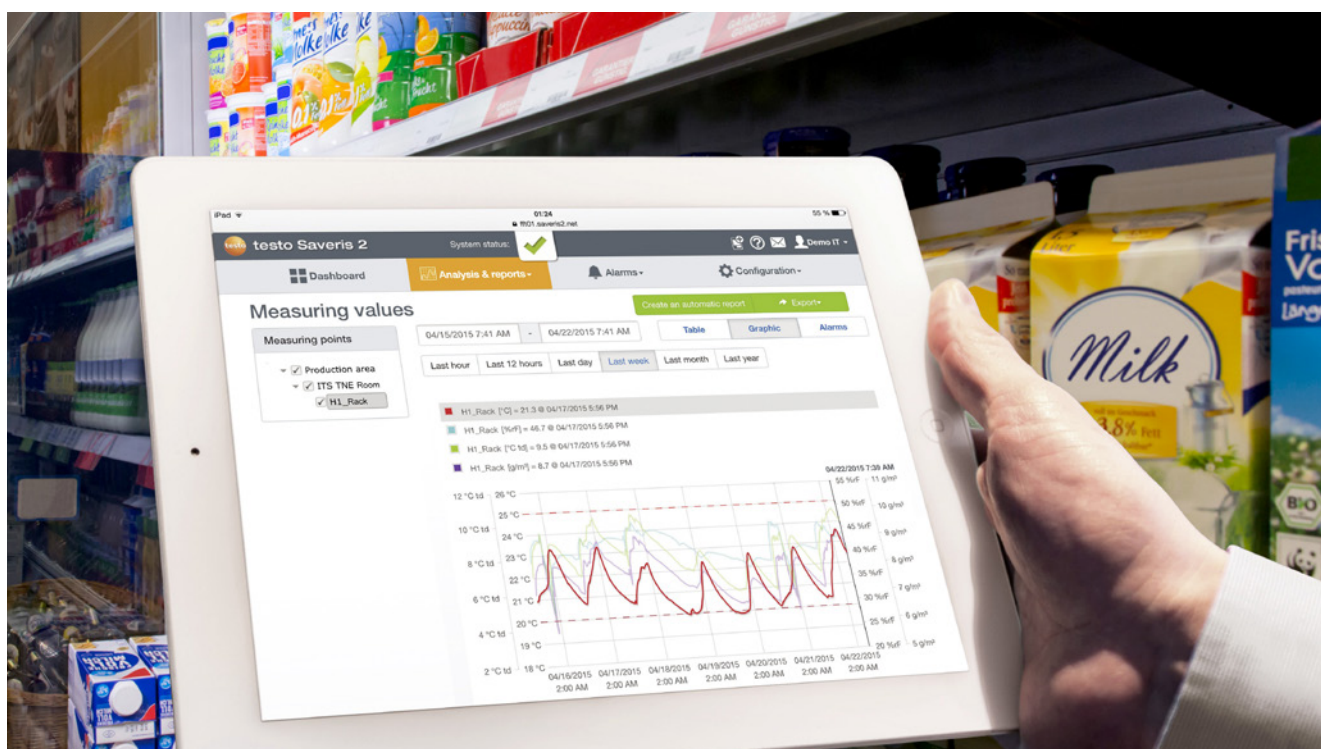 GARANTIERT GÜNSTIG!
iPad 01:24 55 %
fft01.saveris2.net
testo testo Saveris 2 System status: Demo IT
Dashboard Analysis & reports Alarms Configuration
Measuring values
Create an automatic report Export
Measuring points
04/15/2015 7:41 AM - 04/22/2015 7:41 AM
Table Graphic Alarms
Last hour Last 12 hours Last day Last week Last month Last year
Production area
ITS TNE Room
H1_Rack
H1_Rack [°C] = 21.3 @ 04/17/2015 5:56 PM
H1_Rack [%rF] = 46.7 @ 04/17/2015 5:56 PM
H1_Rack [°C td] = 9.5 @ 04/17/2015 5:56 PM
H1_Rack [g/m³] = 8.7 @ 04/17/2015 5:56 PM
04/22/2015 7:39 AM
12 °C td 26 °C 55 %rF 11 g/m³
25 °C 50 %rF 10 g/m³
10 °C td 24 °C 45 %rF 9 g/m³
8 °C td 23 °C 40 %rF 8 g/m³
22 °C 35 %rF 7 g/m³
6 °C td 21 °C 30 %rF 6 g/m³
4 °C td 20 °C 25 %rF
19 °C 20 %rF 5 g/m³
2 °C td 18 °C
04/16/2015 04/17/2015 04/18/2015 04/19/2015 04/20/2015 04/21/2015 04/22/2015
2:00 AM 2:00 AM 2:00 AM 2:00 AM 2:00 AM 2:00 AM 2:00 AM
Liter
Milk
3.8% Fett
BIO